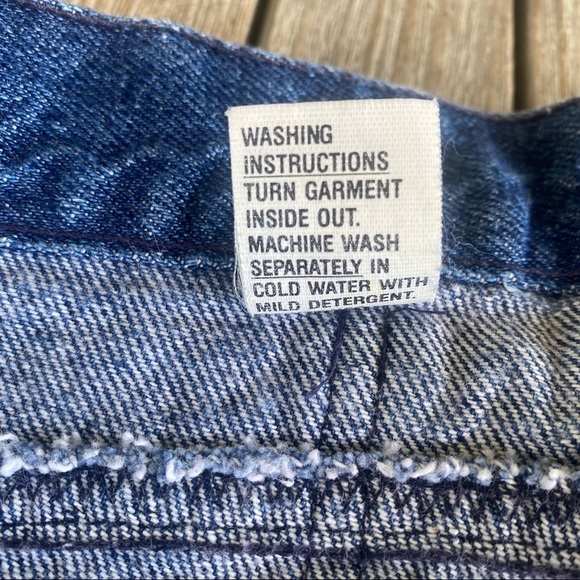 WASHING
INSTRUCTIONS
TURN GARMENT
INSIDE OUT.
MACHINE WASH
SEPARATELY IN
COLD WATER WITH
MILD DETERGENT.